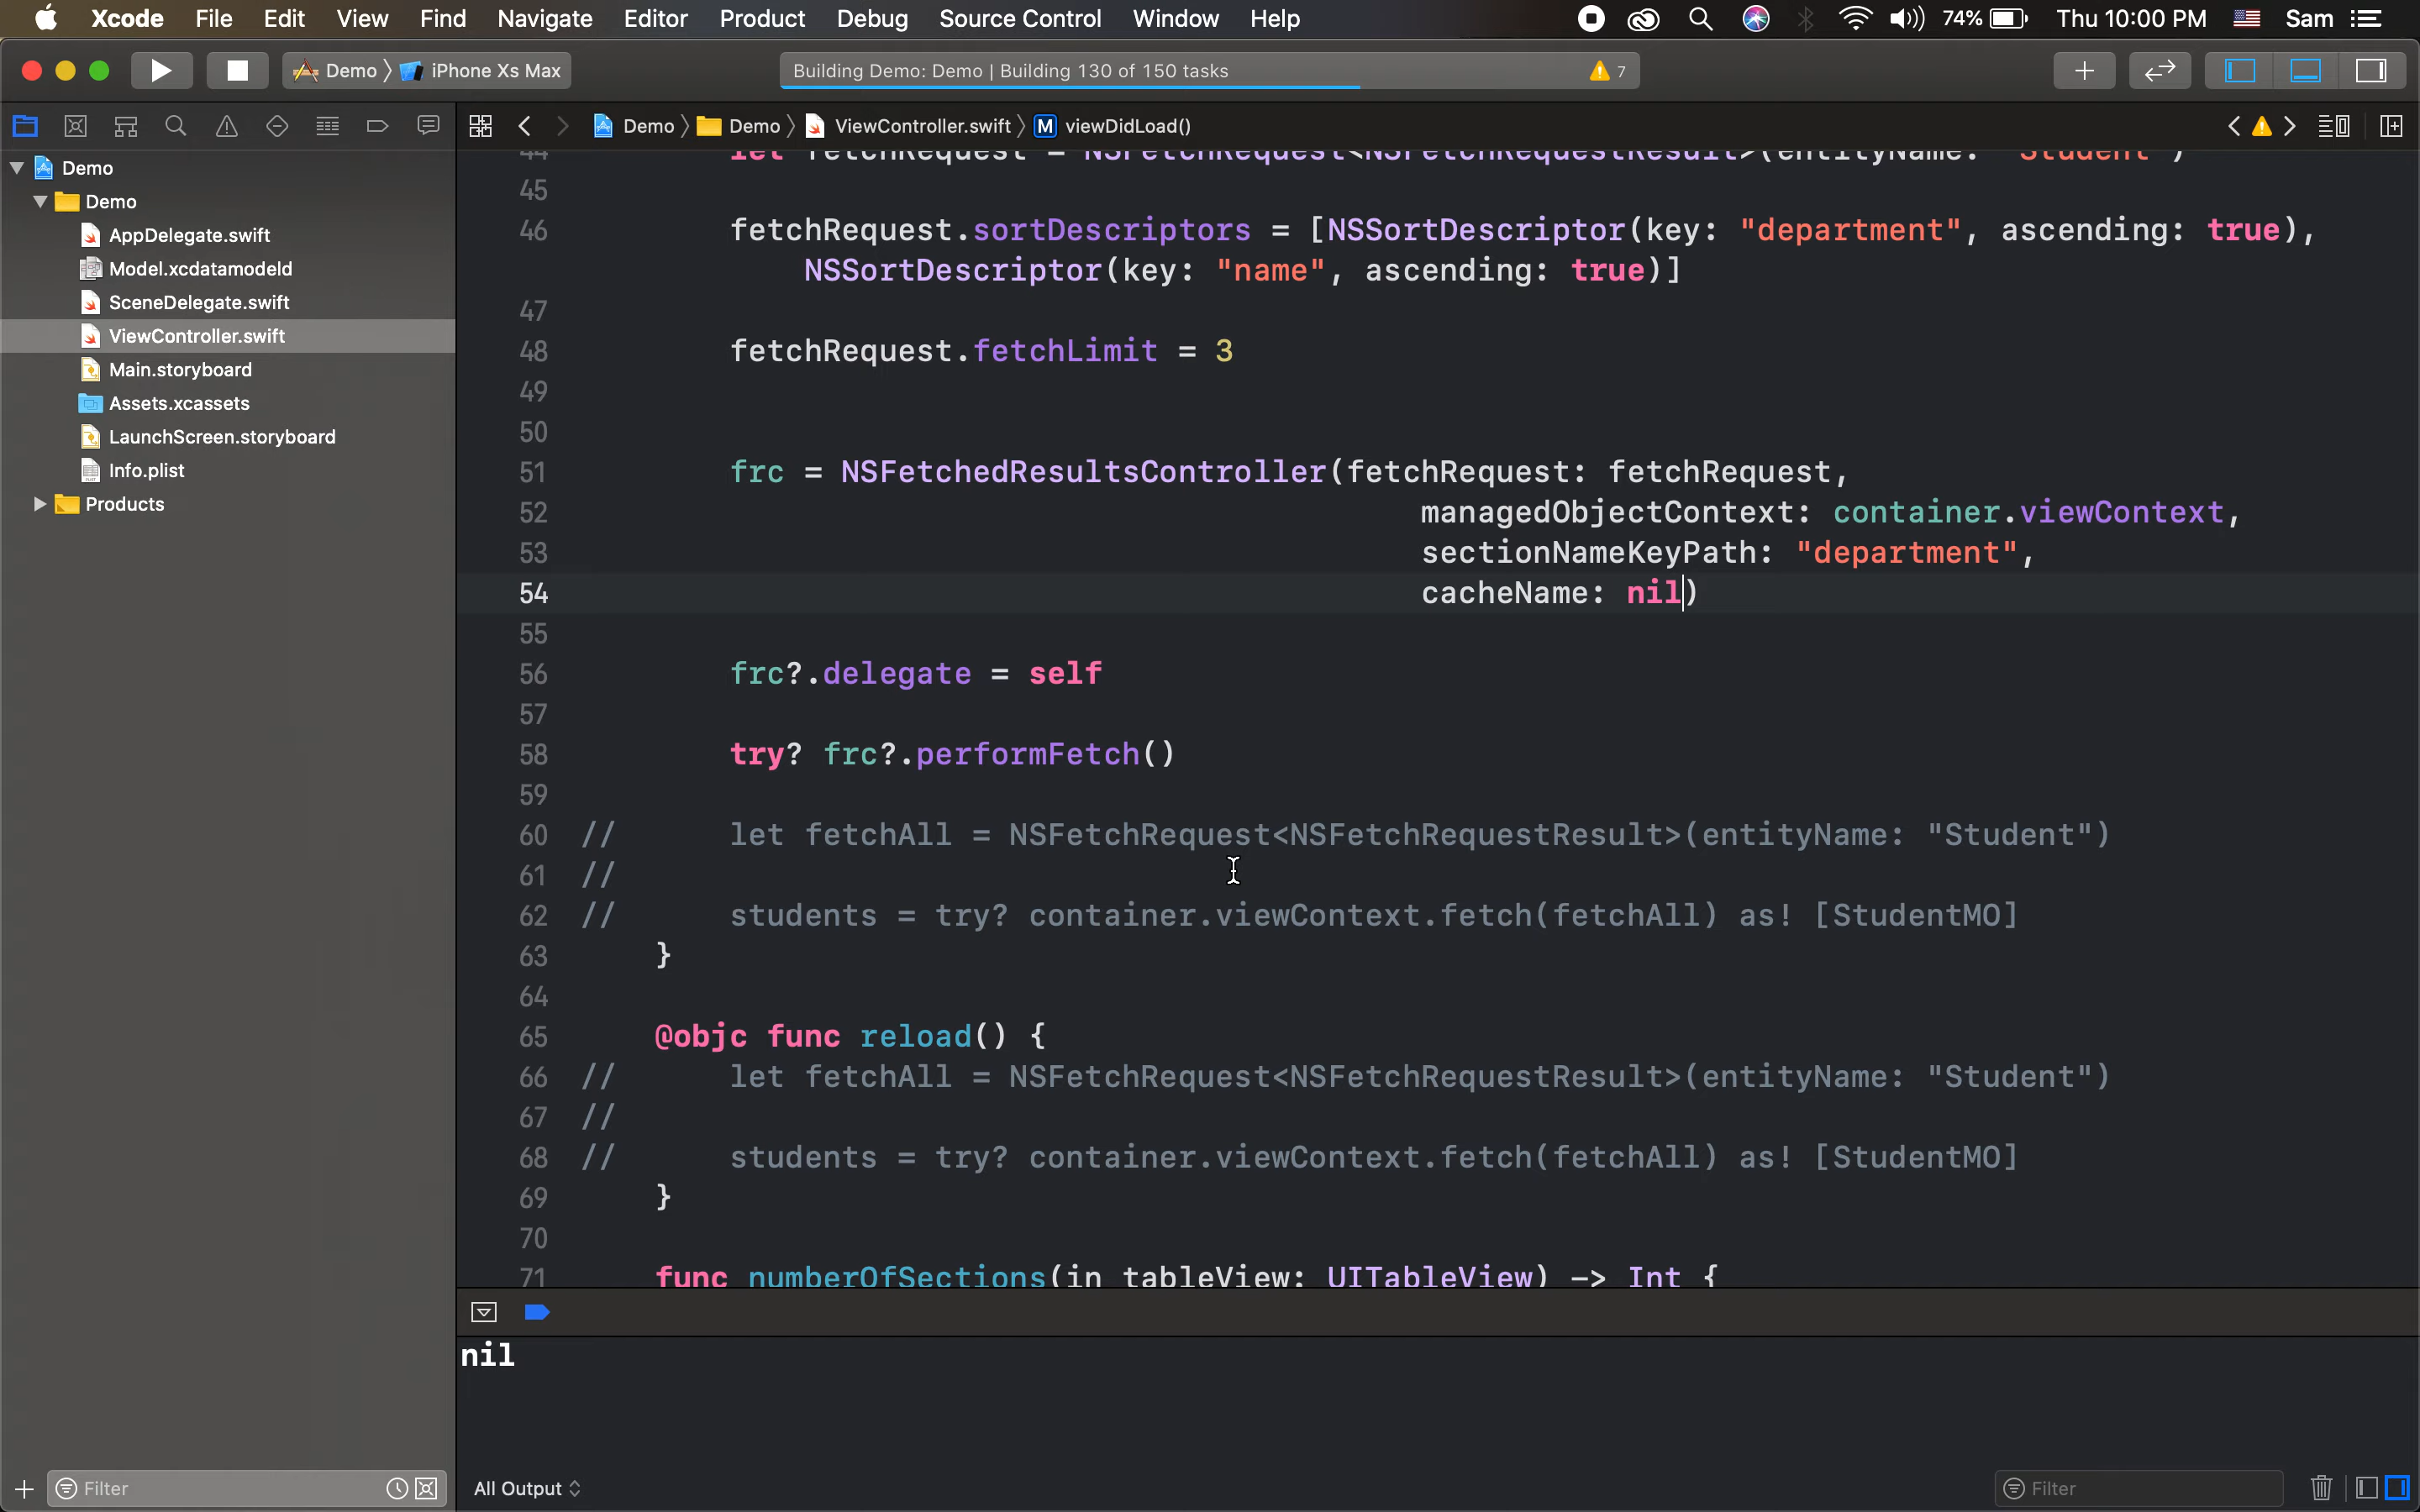 Xcode File Edit View Find Navigate Editor Product Debug Source Control Window Help 74% Thu 10:00 PM Sam
Demo iPhone Xs Max Building Demo: Demo | Building 130 of 150 tasks 7
Demo Demo ViewController.swift M viewDidLoad()
Demo
Demo
AppDelegate.swift
Model.xcdatamodeld
SceneDelegate.swift
ViewController.swift
Main.storyboard
Assets.xcassets
LaunchScreen.storyboard
Info.plist
Products
Filter
44 let fetchRequest = NSFetchRequest<NSFetchRequestResult>(entityName: "Student")
45
46 fetchRequest.sortDescriptors = [NSSortDescriptor(key: "department", ascending: true),
NSSortDescriptor(key: "name", ascending: true)]
47
48 fetchRequest.fetchLimit = 3
49
50
51 frc = NSFetchedResultsController(fetchRequest: fetchRequest,
52 managedObjectContext: container.viewContext,
53 sectionNameKeyPath: "department",
54 cacheName: nil)
55
56 frc?.delegate = self
57
58 try? frc?.performFetch()
59
60 // let fetchAll = NSFetchRequest<NSFetchRequestResult>(entityName: "Student")
61 //
62 // students = try? container.viewContext.fetch(fetchAll) as! [StudentMO]
63 }
64
65 @objc func reload() {
66 // let fetchAll = NSFetchRequest<NSFetchRequestResult>(entityName: "Student")
67 //
68 // students = try? container.viewContext.fetch(fetchAll) as! [StudentMO]
69 }
70
71 func numberOfSections(in tableView: UITableView) -> Int {
nil
All Output
Filter